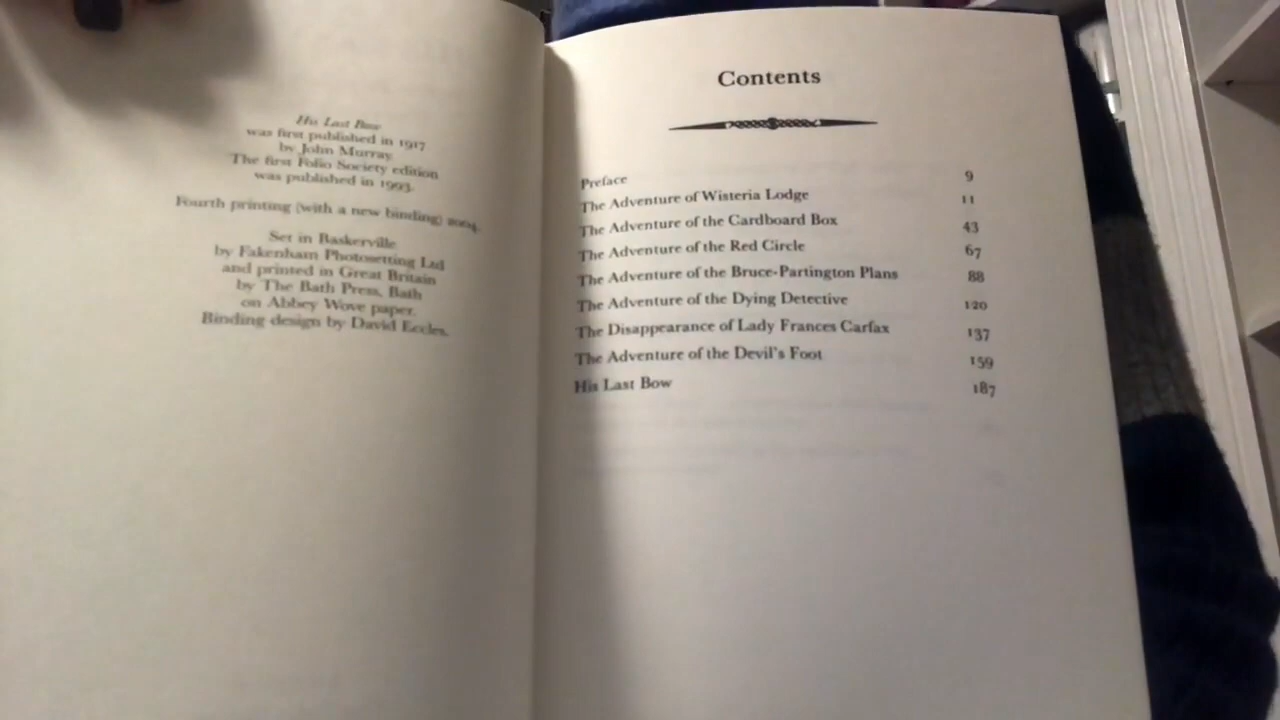 His Last Bow
was first published in 1917
by John Murray.
The first Folio Society edition
was published in 1993.
Fourth printing (with a new binding) 2004.
Set in Baskerville
by Fakenham Photosetting Ltd
and printed in Great Britain
by The Bath Press, Bath
on Abbey Wove paper.
Binding design by David Eccles.
Contents
Preface 9
The Adventure of Wisteria Lodge 11
The Adventure of the Cardboard Box 43
The Adventure of the Red Circle 67
The Adventure of the Bruce-Partington Plans 88
The Adventure of the Dying Detective 120
The Disappearance of Lady Frances Carfax 137
The Adventure of the Devil's Foot 159
His Last Bow 187